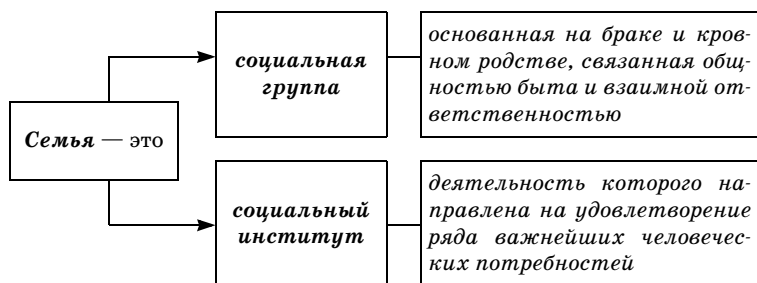 Семья — это
социальная
группа
основанная на браке и кров-
ном родстве, связанная общ-
ностью быта и взаимной от-
ветственностью
социальный
институт
деятельность которого на-
правлена на удовлетворение
ряда важнейших человечес-
ких потребностей